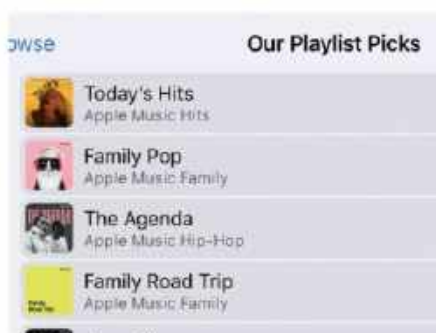 owse
Our Playlist Picks
Today's Hits
Apple Music Hits
Family Pop
Apple Music Family
The Agenda
Apple Music Hip-Hop
Family Road Trip
Apple Music Family